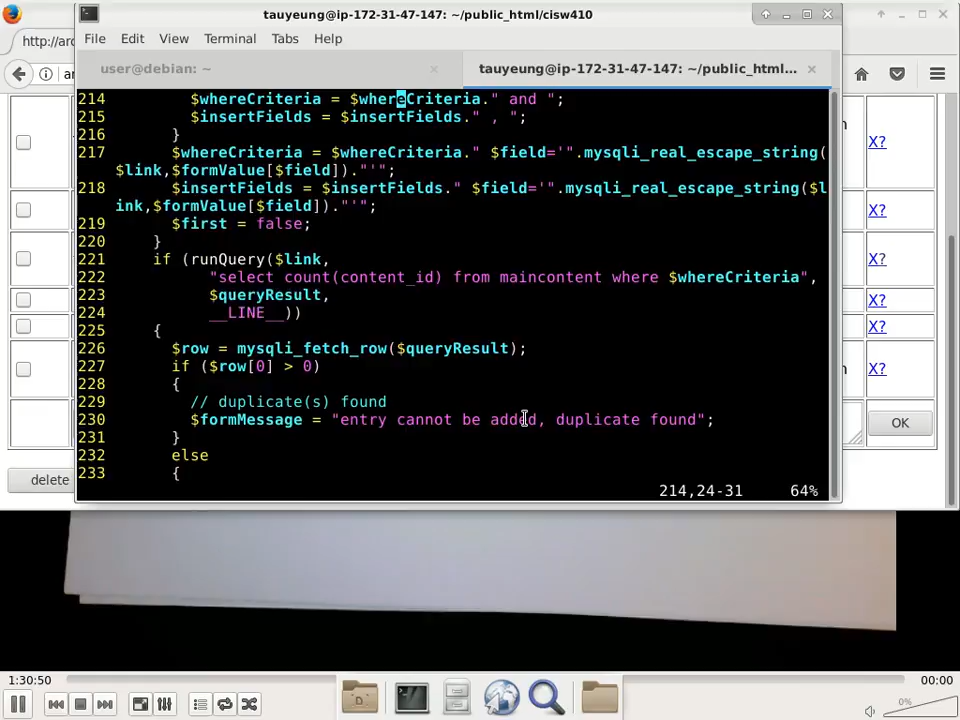 tauyeung@ip-172-31-47-147: ~/public_html/cisw410
File Edit View Terminal Tabs Help
http://arc
user@debian: ~
tauyeung@ip-172-31-47-147: ~/public_html...
214 $whereCriteria = $whereCriteria." and ";
215 $insertFields = $insertFields." , ";
216 }
217 $whereCriteria = $whereCriteria." $field='".mysqli_real_escape_string(
$link,$formValue[$field])."'";
218 $insertFields = $insertFields." $field='".mysqli_real_escape_string($l
ink,$formValue[$field])."'";
219 $first = false;
220 }
221 if (runQuery($link,
222 "select count(content_id) from maincontent where $whereCriteria",
223 $queryResult,
224 __LINE__))
225 {
226 $row = mysqli_fetch_row($queryResult);
227 if ($row[0] > 0)
228 {
229 // duplicate(s) found
230 $formMessage = "entry cannot be added, duplicate found";
231 }
232 else
233 {
214,24-31 64%
X?
X?
X?
X?
X?
X?
OK
delete
1:30:50
00:00
0%